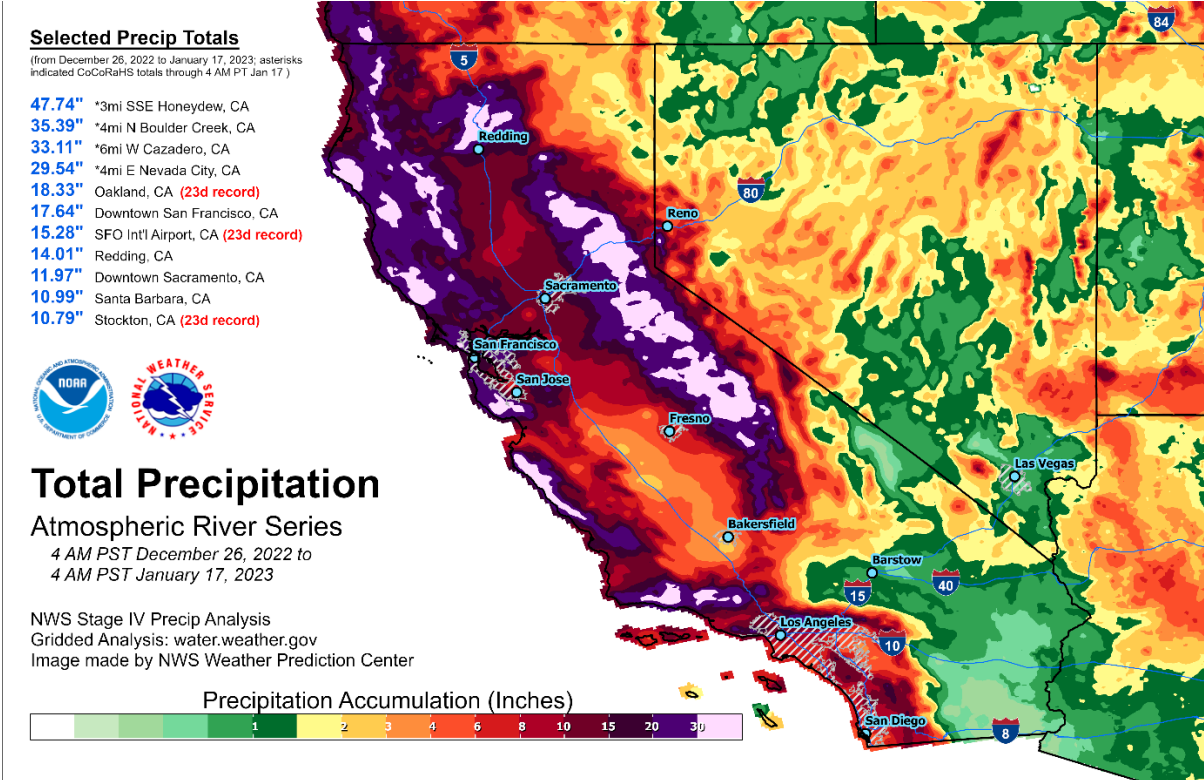 Selected Precip Totals
(from December 26, 2022 to January 17, 2023; asterisks
indicated CoCoRaHS totals through 4 AM PT Jan 17 )
47.74" *3mi SSE Honeydew, CA
35.39" *4mi N Boulder Creek, CA
33.11" *6mi W Cazadero, CA
29.54" *4mi E Nevada City, CA
18.33" Oakland, CA (23d record)
17.64" Downtown San Francisco, CA
15.28" SFO Int'l Airport, CA (23d record)
14.01" Redding, CA
11.97" Downtown Sacramento, CA
10.99" Santa Barbara, CA
10.79" Stockton, CA (23d record)
NATIONAL OCEANIC AND ATMOSPHERIC ADMINISTRATION
NOAA
U.S. DEPARTMENT OF COMMERCE
NATIONAL WEATHER SERVICE
Total Precipitation
Atmospheric River Series
4 AM PST December 26, 2022 to
4 AM PST January 17, 2023
NWS Stage IV Precip Analysis
Gridded Analysis: water.weather.gov
Image made by NWS Weather Prediction Center
Precipitation Accumulation (Inches)
1 2 3 4 6 8 10 15 20 30
84
5
Redding
80
Reno
Sacramento
San Francisco
San Jose
Fresno
Las Vegas
Bakersfield
Barstow
40
15
Los Angeles
10
San Diego
8